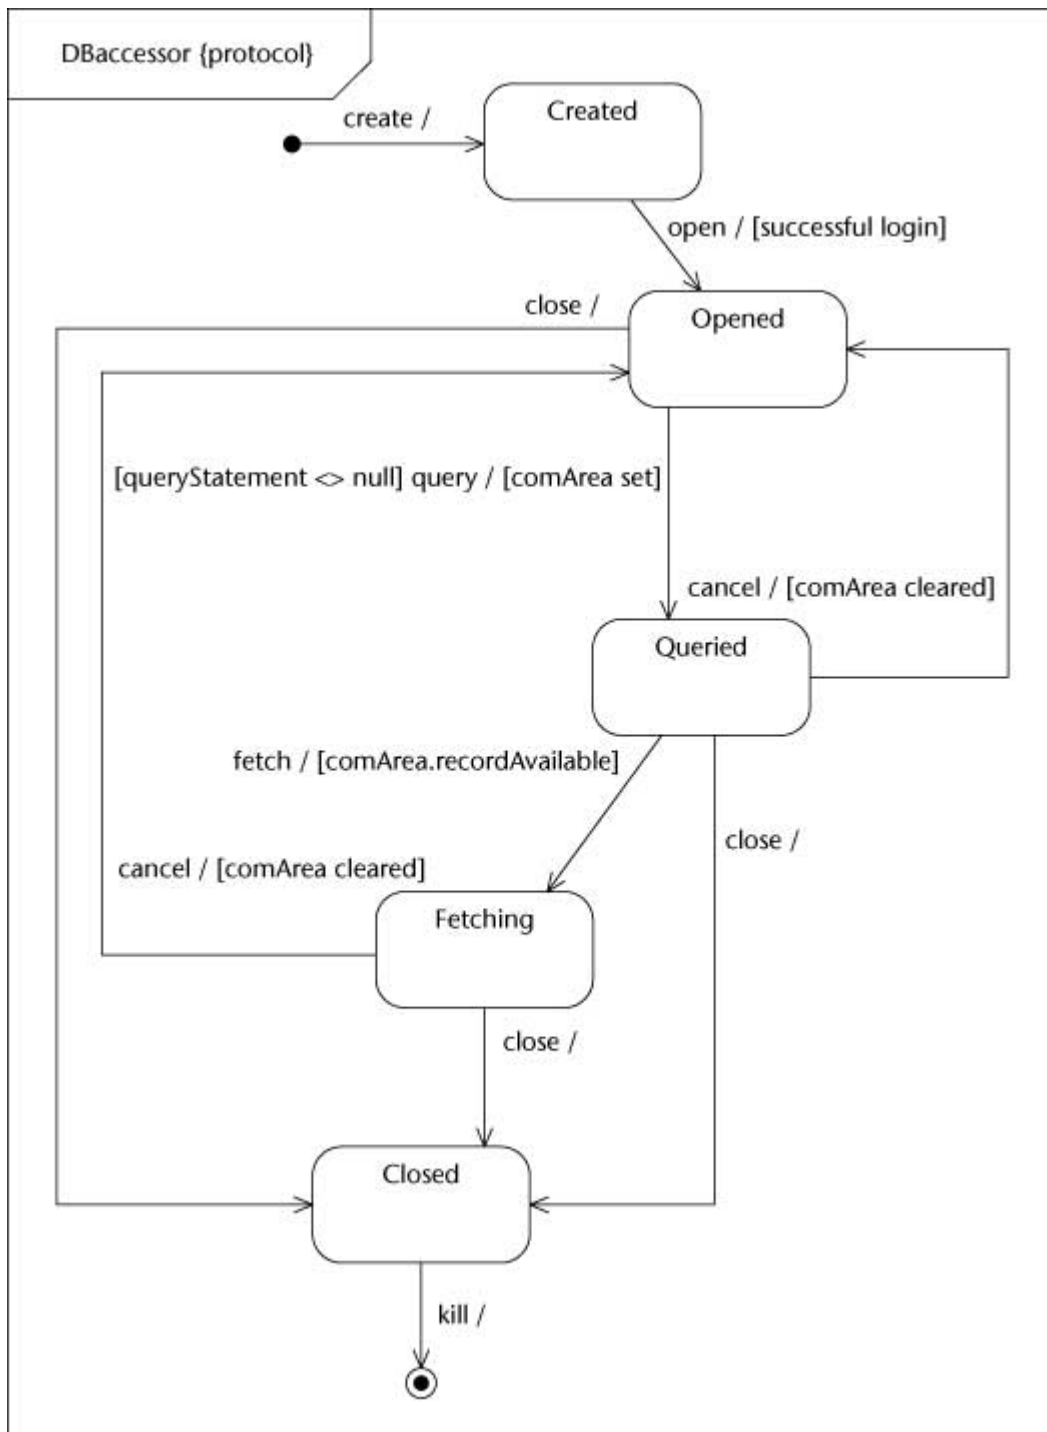 DBaccessor {protocol}
create /
Created
open / [successful login]
close /
Opened
[queryStatement <> null] query / [comArea set]
cancel / [comArea cleared]
Queried
fetch / [comArea.recordAvailable]
close /
cancel / [comArea cleared]
Fetching
close /
Closed
kill /